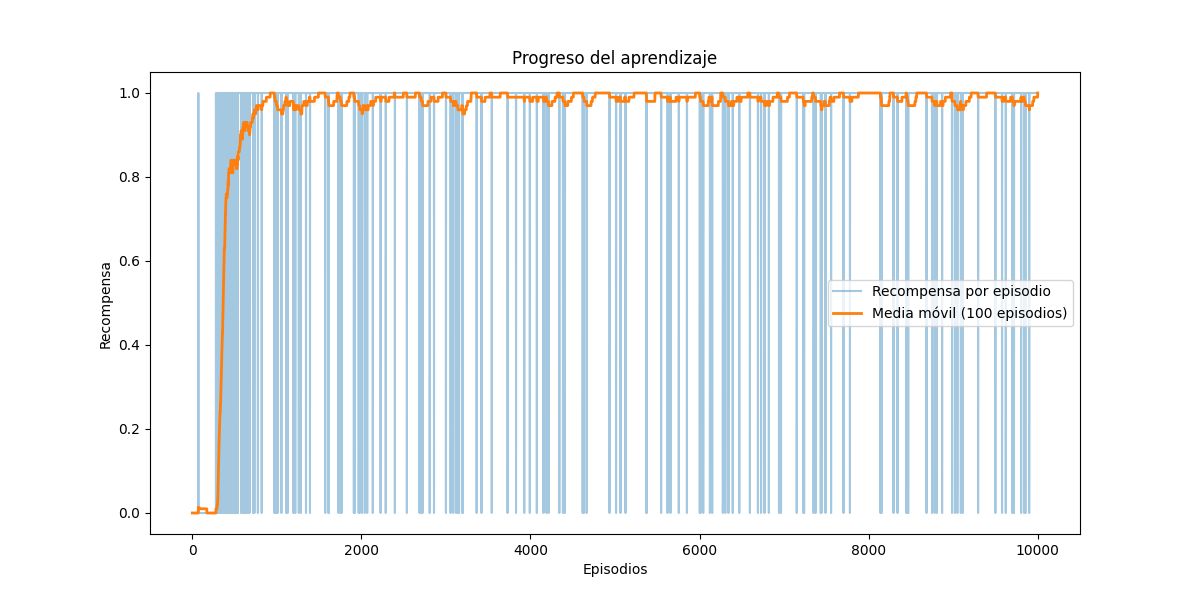 Progreso del aprendizaje
1.0
0.8
0.6
0.4
0.2
0.0
Recompensa
Recompensa por episodio
Media móvil (100 episodios)
0 2000 4000 6000 8000 10000
Episodios